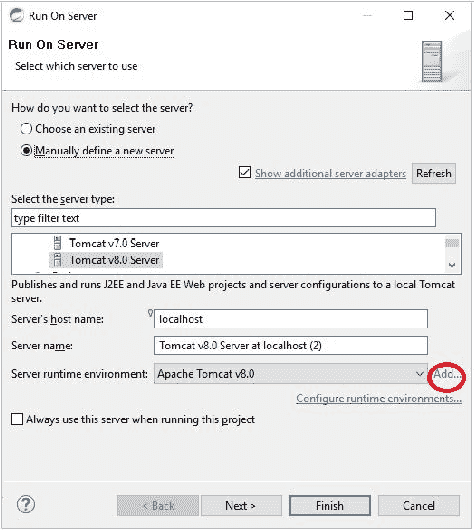 Run On Server
Run On Server
Select which server to use
How do you want to select the server?
Choose an existing server
Manually define a new server
Show additional server adapters Refresh
Select the server type:
type filter text
Tomcat v7.0 Server
Tomcat v8.0 Server
Publishes and runs J2EE and Java EE Web projects and server configurations to a local Tomcat
server.
Server's host name: localhost
Server name: Tomcat v8.0 Server at localhost (2)
Server runtime environment: Apache Tomcat v8.0 Add...
Configure runtime environments...
Always use this server when running this project
? < Back Next > Finish Cancel